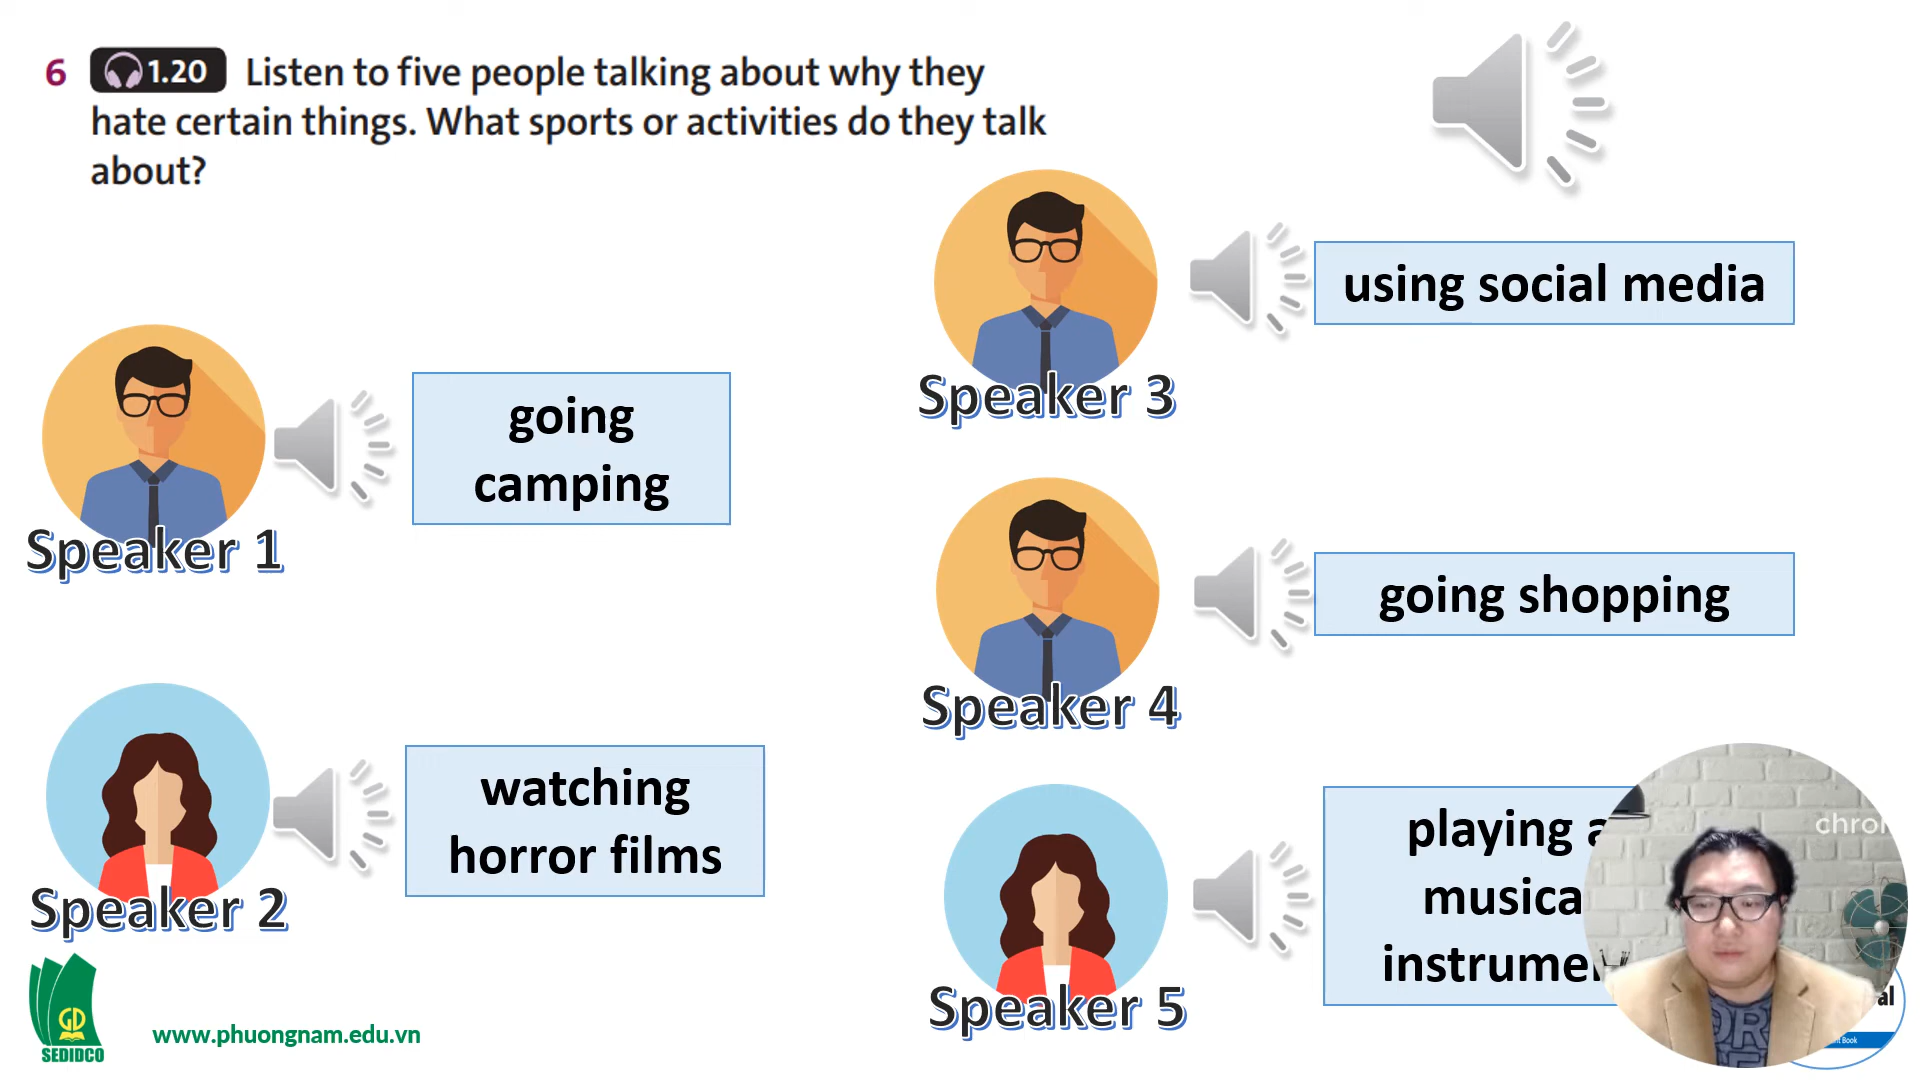 6 1.20 Listen to five people talking about why they
hate certain things. What sports or activities do they talk
about?
Speaker 1
going
camping
Speaker 2
watching
horror films
Speaker 3
using social media
Speaker 4
going shopping
Speaker 5
playing
GD
SEDIDCO
www.phuongnam.edu.vn
Book